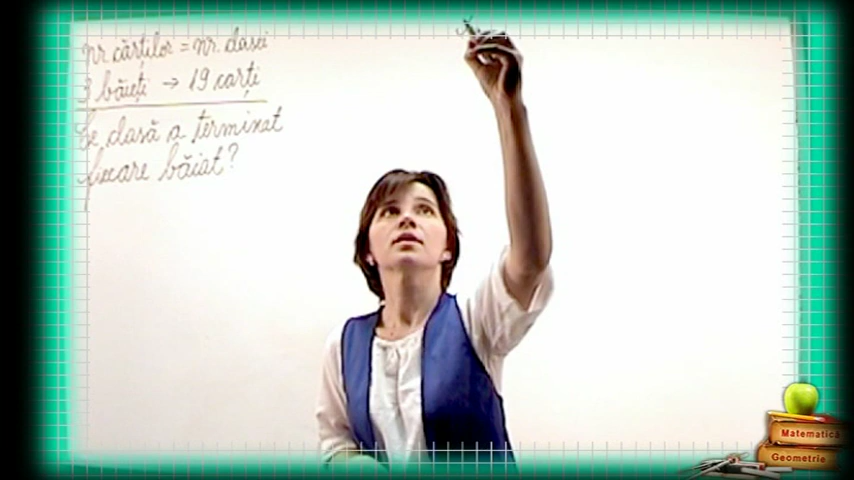 nr. cărților = nr. clasei
3 băieți → 19 cărți
Ce clasă a terminat
fiecare băiat?
Matematică
Geometrie